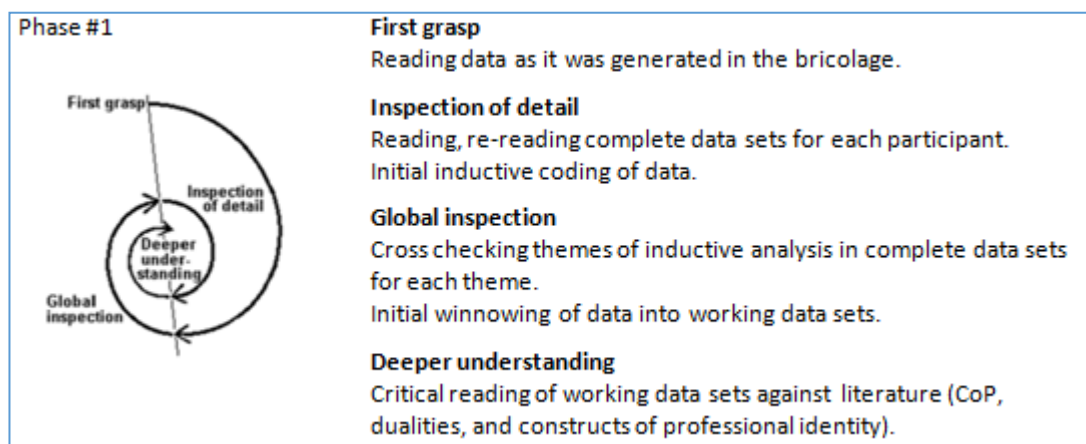 Phase #1
First grasp
Inspection
of detail
Deeper
under-
standing
Global
inspection
First grasp
Reading data as it was generated in the bricolage.
Inspection of detail
Reading, re-reading complete data sets for each participant.
Initial inductive coding of data.
Global inspection
Cross checking themes of inductive analysis in complete data sets
for each theme.
Initial winnowing of data into working data sets.
Deeper understanding
Critical reading of working data sets against literature (CoP,
dualities, and constructs of professional identity).